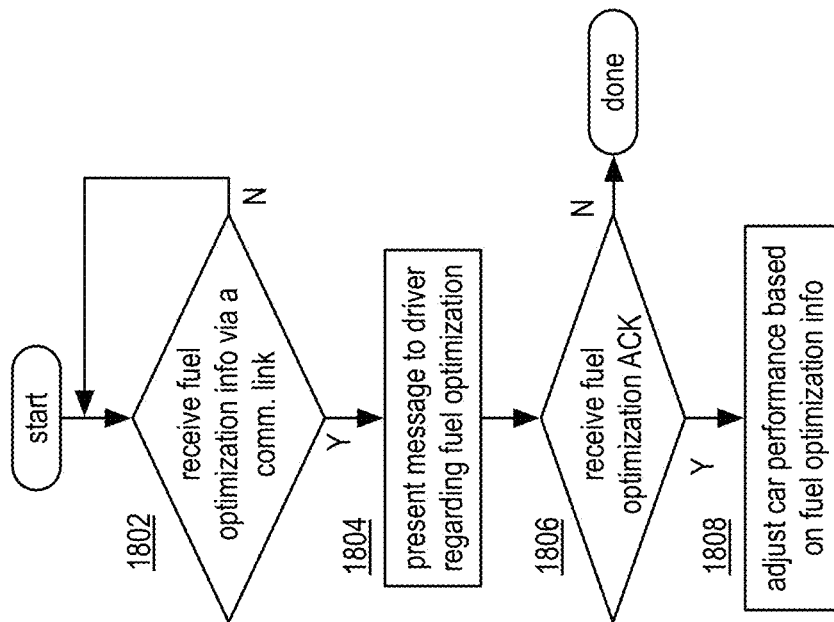 start
1802
receive fuel
optimization info via a
comm. link
N
Y
1804
present message to driver
regarding fuel optimization
1806
receive fuel
optimization ACK
N
done
Y
1808
adjust car performance based
on fuel optimization info